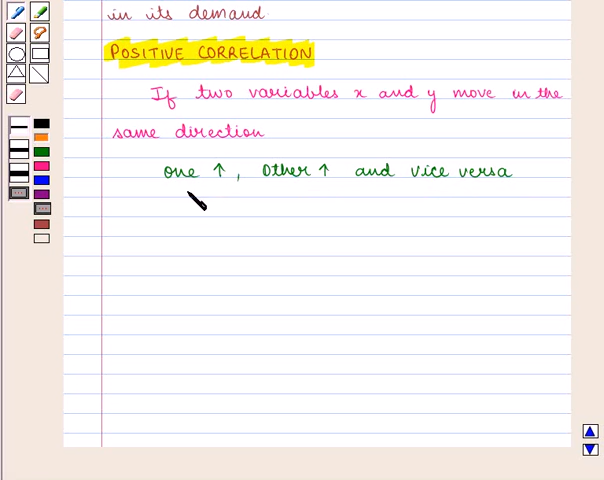 in its demand
POSITIVE CORRELATION
If two variables x and y move in the
same direction
One ↑, Other ↑ and vice versa